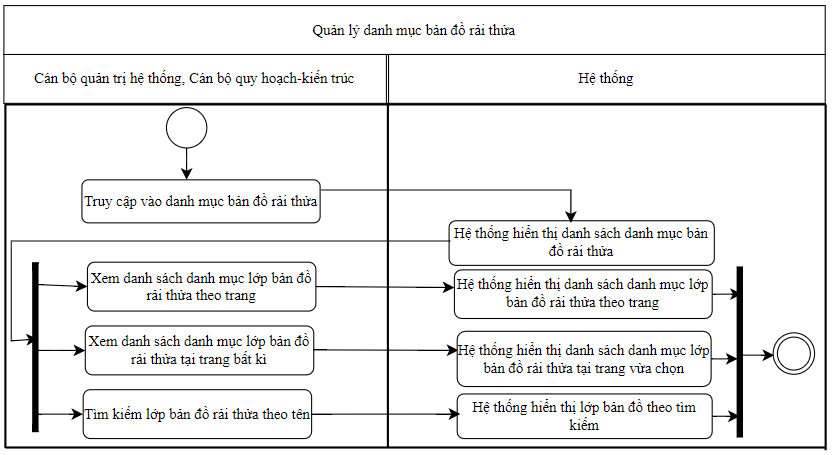 Quản lý danh mục bản đồ rải thửa
Cán bộ quản trị hệ thống, Cán bộ quy hoạch-kiến trúc
Hệ thống
Truy cập vào danh mục bản đồ rải thửa
Hệ thống hiển thị danh sách danh mục bản
đồ rải thửa
Xem danh sách danh mục lớp bản đồ
rải thửa theo trang
Hệ thống hiển thị danh sách danh mục lớp
bản đồ rải thửa theo trang
Xem danh sách danh mục lớp bản đồ
rải thửa tại trang bất kì
Hệ thống hiển thị danh sách danh mục lớp
bản đồ rải thửa tại trang vừa chọn
Tìm kiếm lớp bản đồ rải thửa theo tên
Hệ thống hiển thị lớp bản đồ theo tìm
kiếm